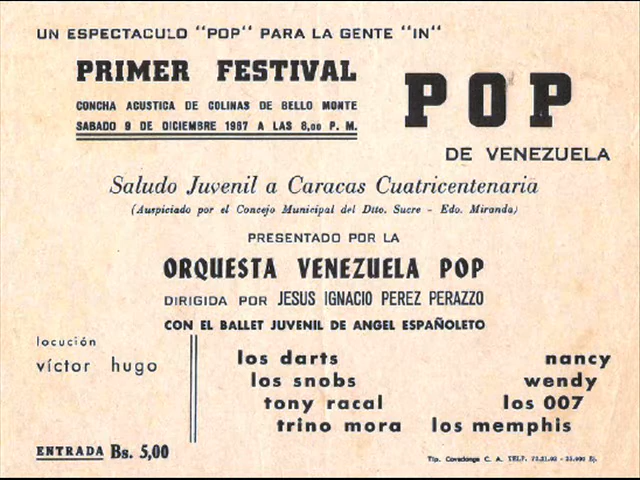 UN ESPECTACULO "POP" PARA LA GENTE "IN"
PRIMER FESTIVAL
CONCHA ACUSTICA DE COLINAS DE BELLO MONTE
SABADO 9 DE DICIEMBRE 1967 A LAS 8,00 P. M.
POP
DE VENEZUELA
Saludo Juvenil a Caracas Cuatricentenaria
(Auspiciado por el Concejo Municipal del Dtto. Sucre - Edo. Miranda)
PRESENTADO POR LA
ORQUESTA VENEZUELA POP
DIRIGIDA POR JESUS IGNACIO PEREZ PERAZZO
CON EL BALLET JUVENIL DE ANGEL ESPAÑOLETO
locución
víctor hugo
los darts nancy
los snobs wendy
tony racal los 007
trino mora los memphis
ENTRADA Bs. 5,00
Tip. Covadonga C. A. TELF.